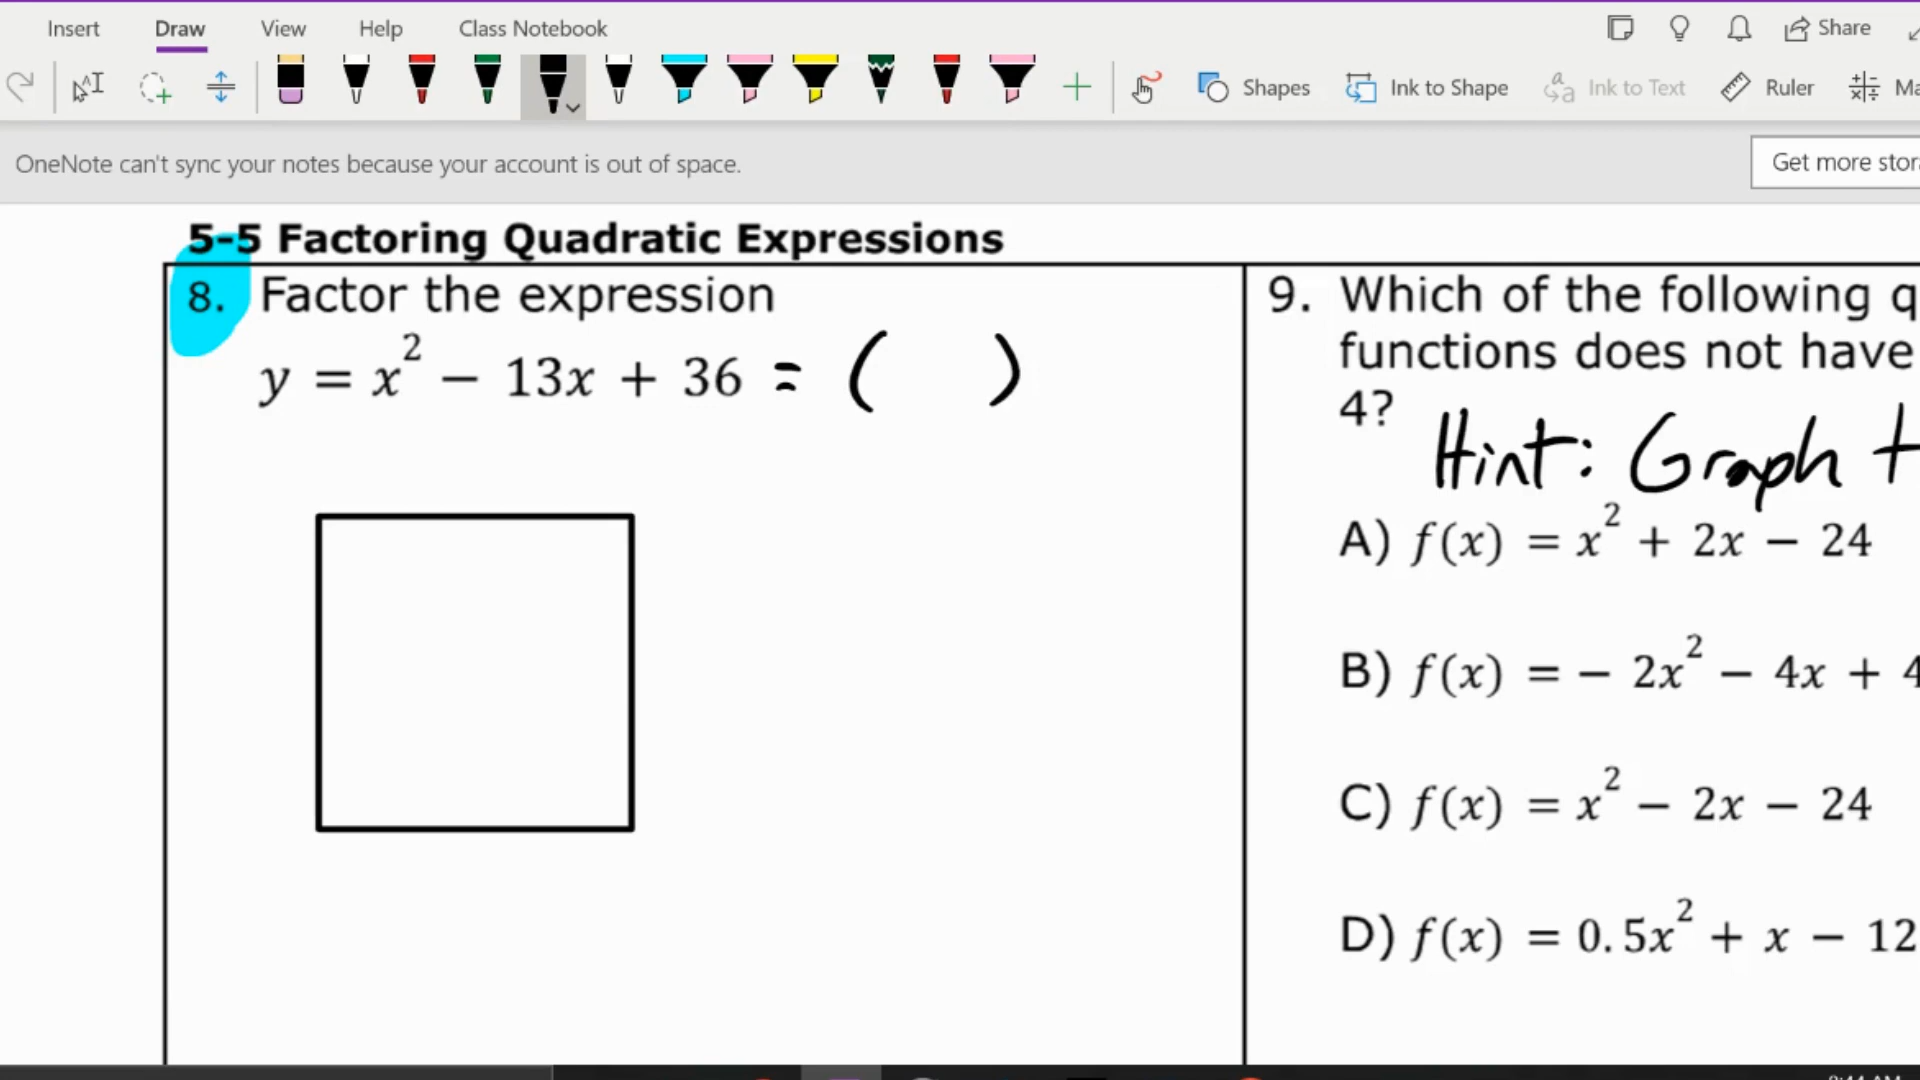 Insert Draw View Help Class Notebook Share
Shapes Ink to Shape Ink to Text Ruler
OneNote can't sync your notes because your account is out of space.
Get more
5-5 Factoring Quadratic Expressions
8. Factor the expression
y = x² − 13x + 36 = ( )
9. Which of the following
functions does not have
4?
Hint: Graph
A) f(x) = x² + 2x − 24
B) f(x) = − 2x² − 4x + 4
C) f(x) = x² − 2x − 24
D) f(x) = 0.5x² + x − 12